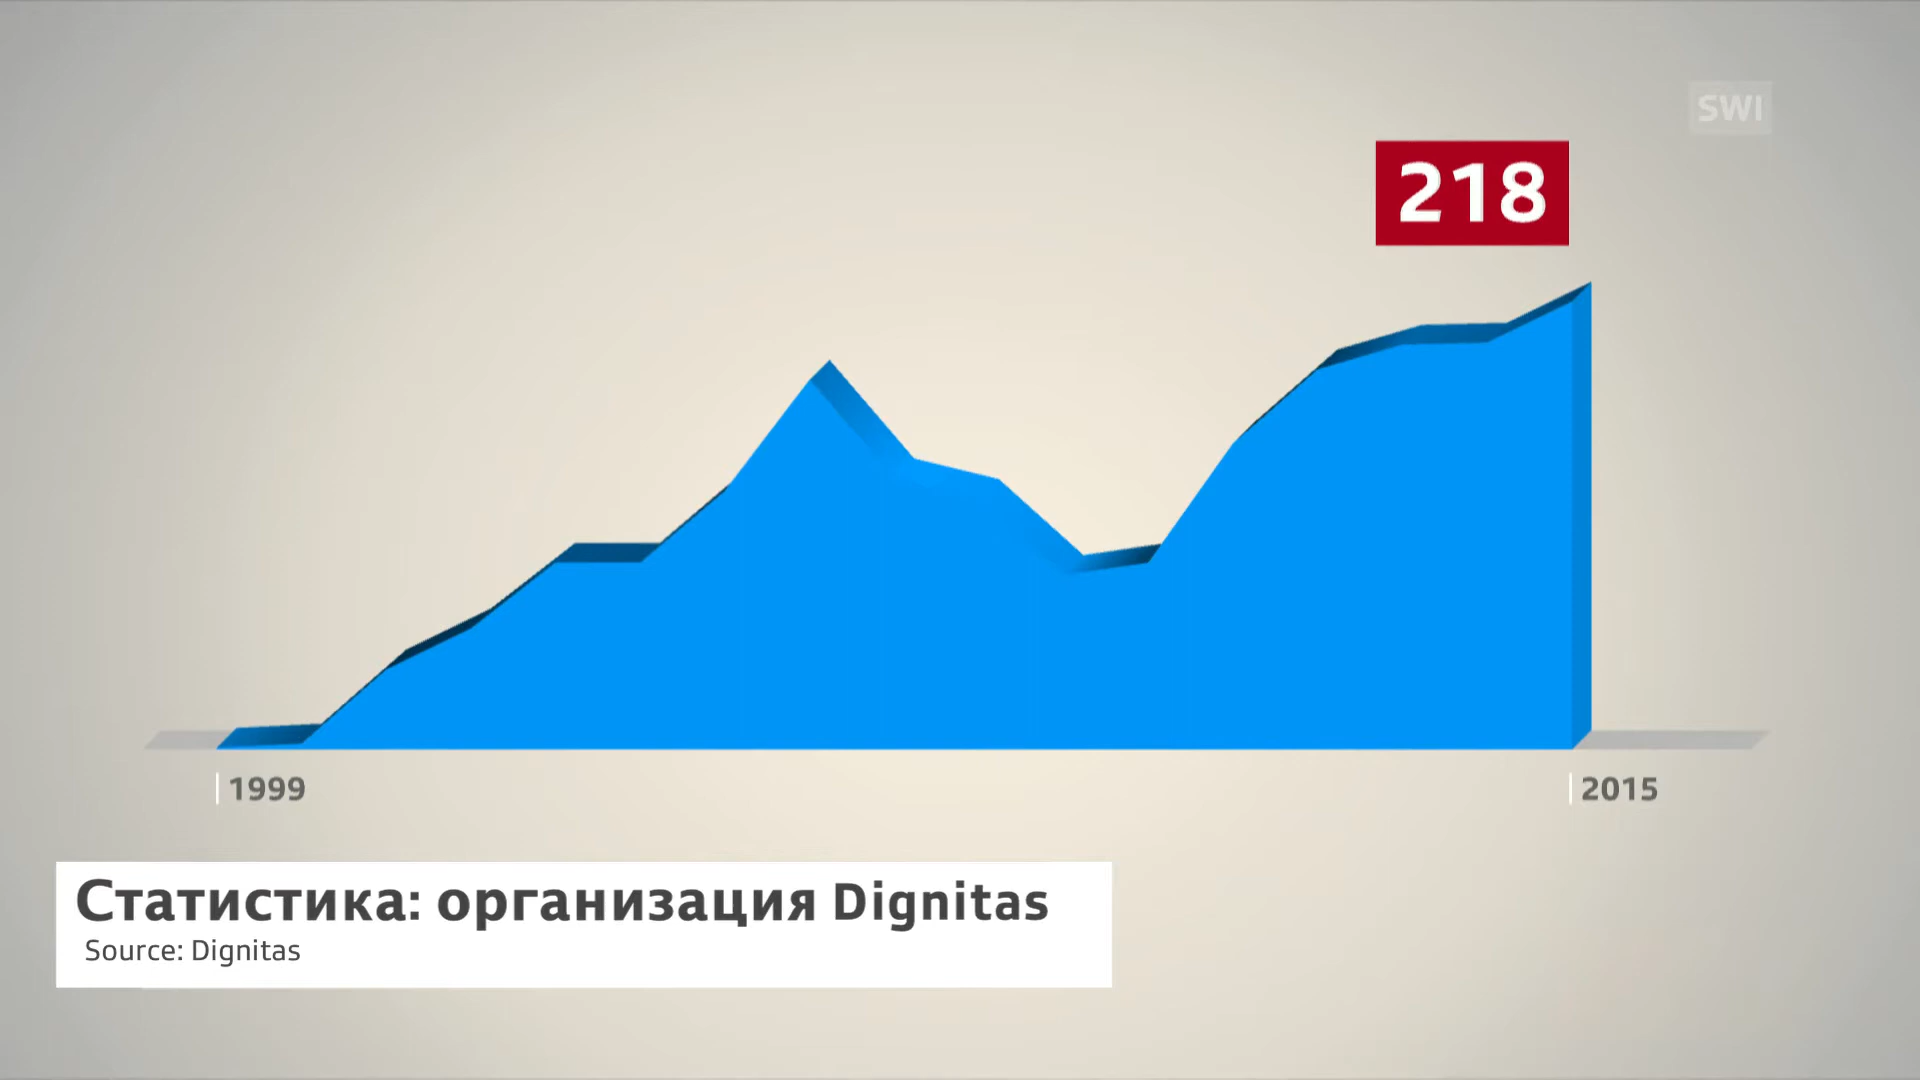 SWI
218
1999
2015
Статистика: организация Dignitas
Source: Dignitas